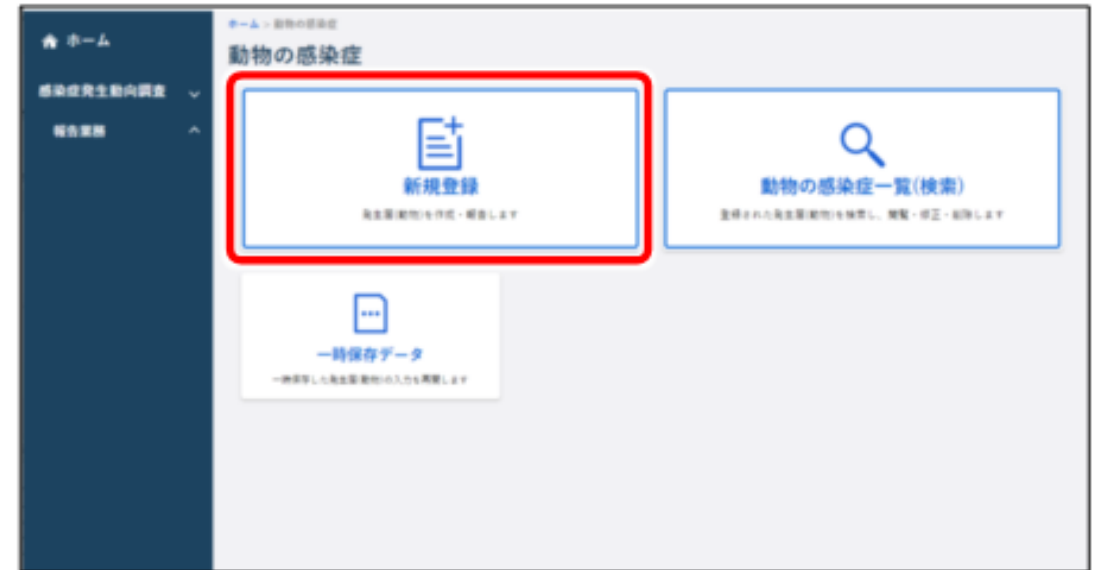 ホーム
感染症発生動向調査
報告業務
ホーム > 動物の感染症
動物の感染症
新規登録
発生届(動物)を作成・報告します
動物の感染症一覧(検索)
登録された発生届(動物)を検索し、閲覧・修正・削除します
一時保存データ
一時保存した発生届(動物)の入力を再開します